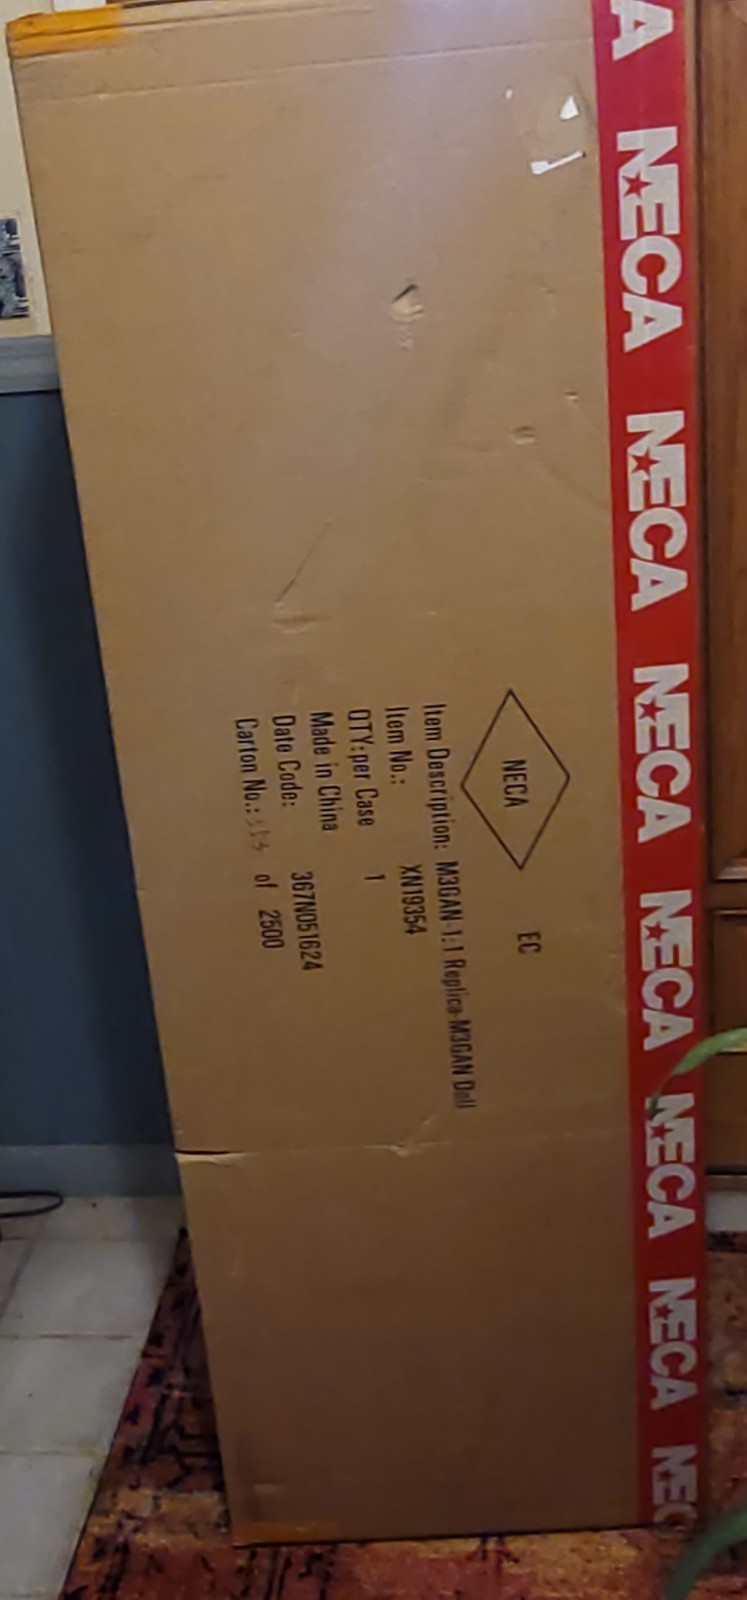 A
NECA
NECA
NECA
NECA
NECA
NECA
NEC
NECA
EC
Item Description: M3GAN-1:1 Replica-M3GAN Doll
Item No.: XN19354
QTY:per Case 1
Made in China
Date Code: 367N051624
Carton No.: of 2500